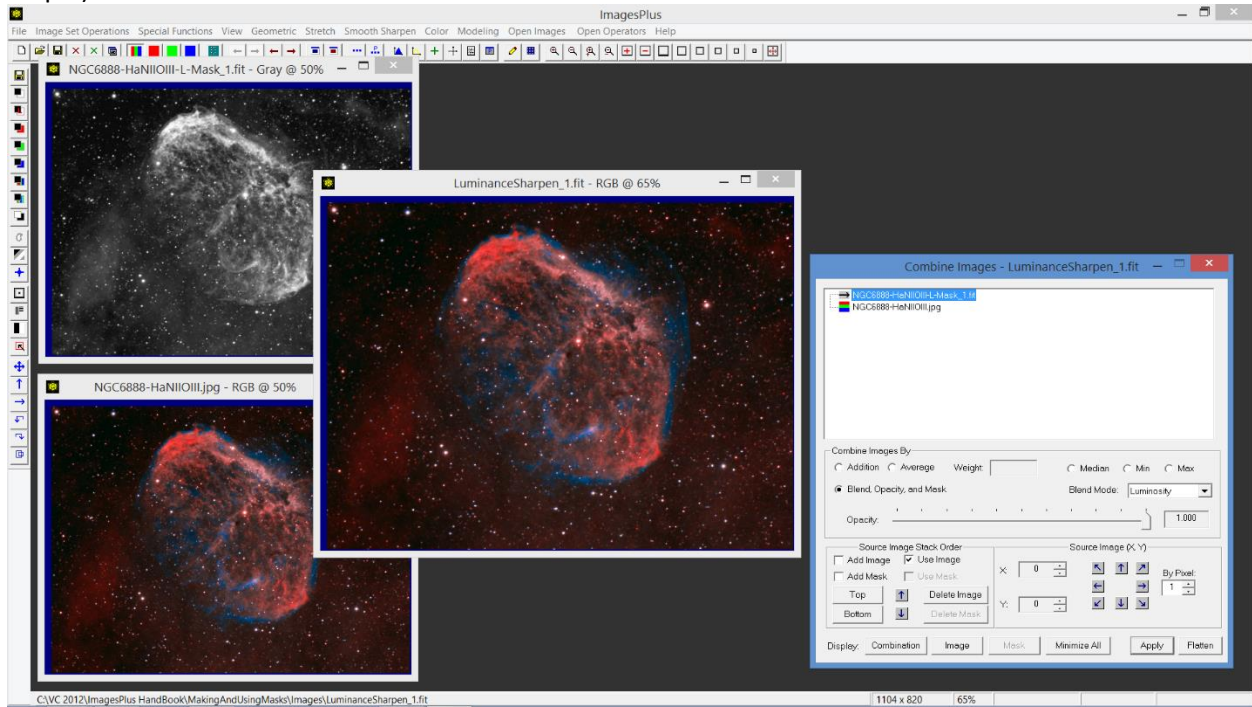 ImagesPlus
File Image Set Operations Special Functions View Geometric Stretch Smooth Sharpen Color Modeling Open Images Open Operators Help
NGC6888-HaNIIOIII-L-Mask_1.fit - Gray @ 50%
LuminanceSharpen_1.fit - RGB @ 65%
NGC6888-HaNIIOIII.jpg - RGB @ 50%
Combine Images - LuminanceSharpen_1.fit
NGC6888-HaNIIOIII-L-Mask_1.fit
NGC6888-HaNIIOIII.jpg
Combine Images By
Addition Average Weight: Median Min Max
Blend, Opacity, and Mask Blend Mode: Luminosity
Opacity: 1.000
Source Image Stack Order Source Image (X,Y)
Add Image Use Image
Add Mask Use Mask
X: 0 By Pixel:
1
Top Delete Image
Y: 0
Bottom Delete Mask
Display: Combination Image Mask Minimize All Apply Flatten
C:\VC 2012\ImagesPlus HandBook\MakingAndUsingMasks\Images\LuminanceSharpen_1.fit 1104 x 820 65%